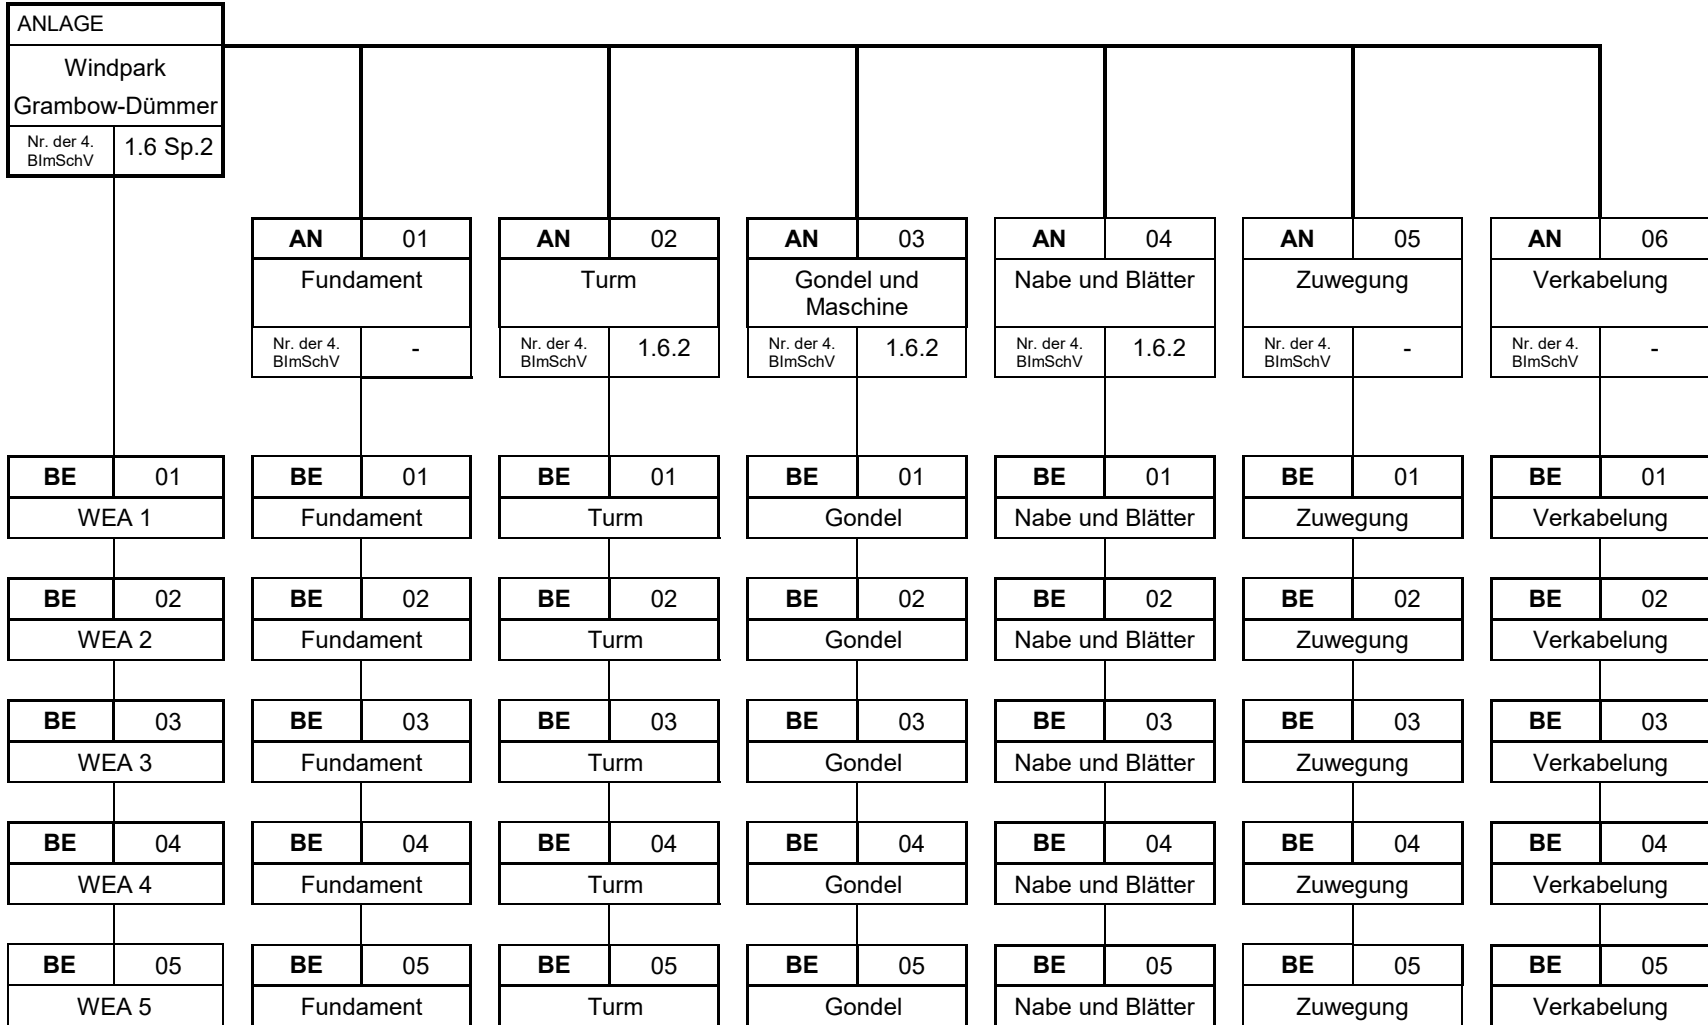 ANLAGE
Windpark
Grambow-Dümmer
Nr. der 4. BImSchV 1.6 Sp.2
AN 01 AN 02 AN 03 AN 04 AN 05 AN 06
Fundament Turm Gondel und Maschine Nabe und Blätter Zuwegung Verkabelung
Nr. der 4. BImSchV - Nr. der 4. BImSchV 1.6.2 Nr. der 4. BImSchV 1.6.2 Nr. der 4. BImSchV 1.6.2 Nr. der 4. BImSchV - Nr. der 4. BImSchV -
BE 01 BE 01 BE 01 BE 01 BE 01 BE 01 BE 01
WEA 1 Fundament Turm Gondel Nabe und Blätter Zuwegung Verkabelung
BE 02 BE 02 BE 02 BE 02 BE 02 BE 02 BE 02
WEA 2 Fundament Turm Gondel Nabe und Blätter Zuwegung Verkabelung
BE 03 BE 03 BE 03 BE 03 BE 03 BE 03 BE 03
WEA 3 Fundament Turm Gondel Nabe und Blätter Zuwegung Verkabelung
BE 04 BE 04 BE 04 BE 04 BE 04 BE 04 BE 04
WEA 4 Fundament Turm Gondel Nabe und Blätter Zuwegung Verkabelung
BE 05 BE 05 BE 05 BE 05 BE 05 BE 05 BE 05
WEA 5 Fundament Turm Gondel Nabe und Blätter Zuwegung Verkabelung